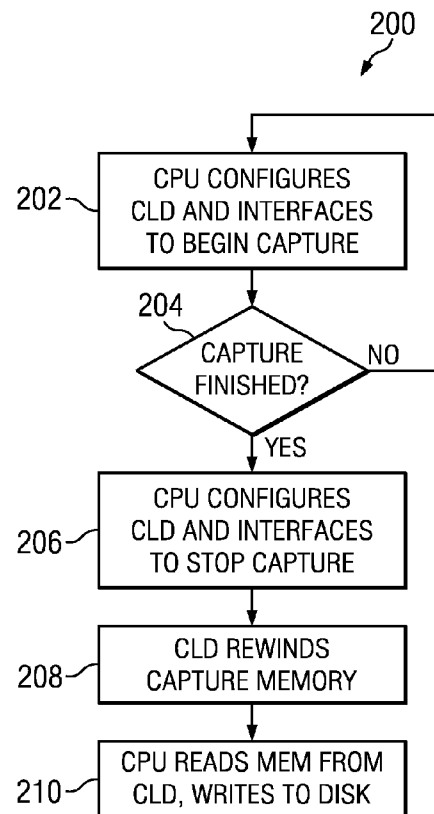 200
202
CPU CONFIGURES
CLD AND INTERFACES
TO BEGIN CAPTURE
204
CAPTURE
FINISHED?
NO
YES
206
CPU CONFIGURES
CLD AND INTERFACES
TO STOP CAPTURE
208
CLD REWINDS
CAPTURE MEMORY
210
CPU READS MEM FROM
CLD, WRITES TO DISK